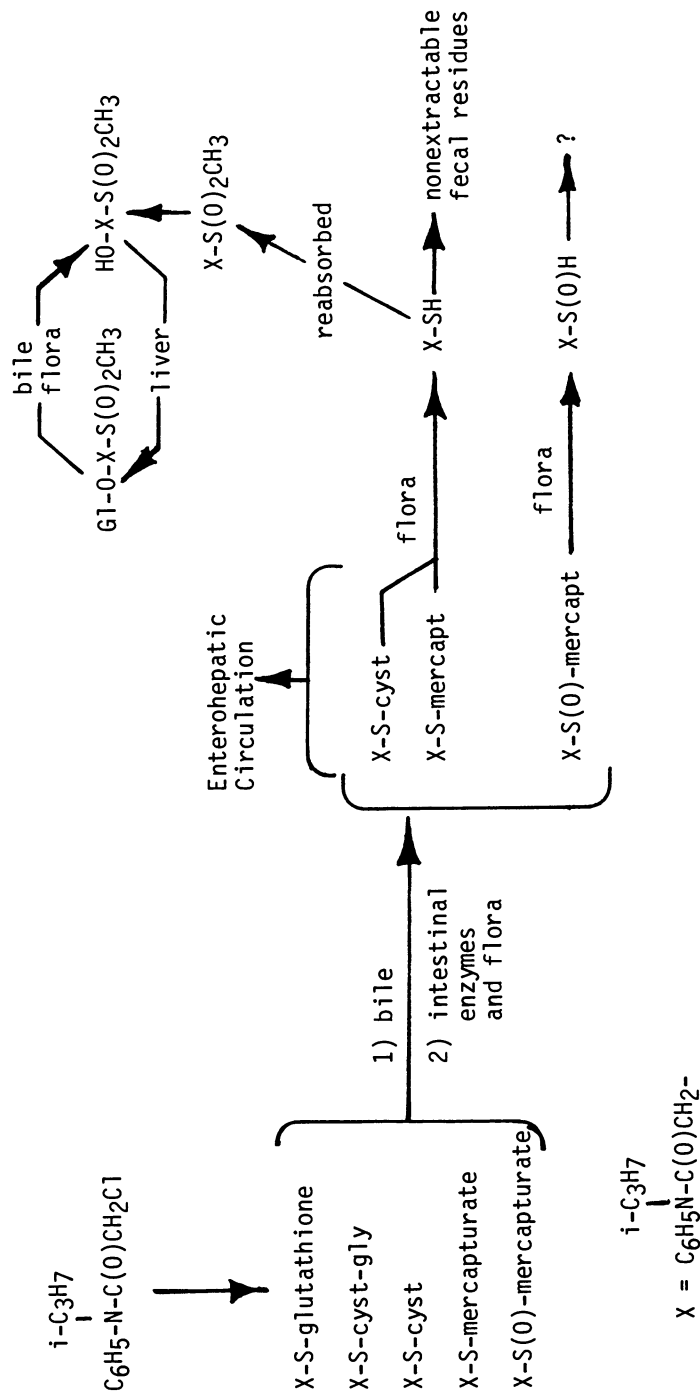 i-C3H7
C6H5-N-C(O)CH2Cl
X-S-glutathione
X-S-cyst-gly
X-S-cyst
X-S-mercapturate
X-S(O)-mercapturate
i-C3H7
X = C6H5N-C(O)CH2-
1) bile
2) intestinal
enzymes
and flora
Enterohepatic
Circulation
X-S-cyst
X-S-mercapt
X-S(O)-mercapt
flora
flora
X-SH
nonextractable
fecal residues
X-S(O)H
?
reabsorbed
X-S(O)2CH3
HO-X-S(O)2CH3
bile
flora
Gl-O-X-S(O)2CH3
liver